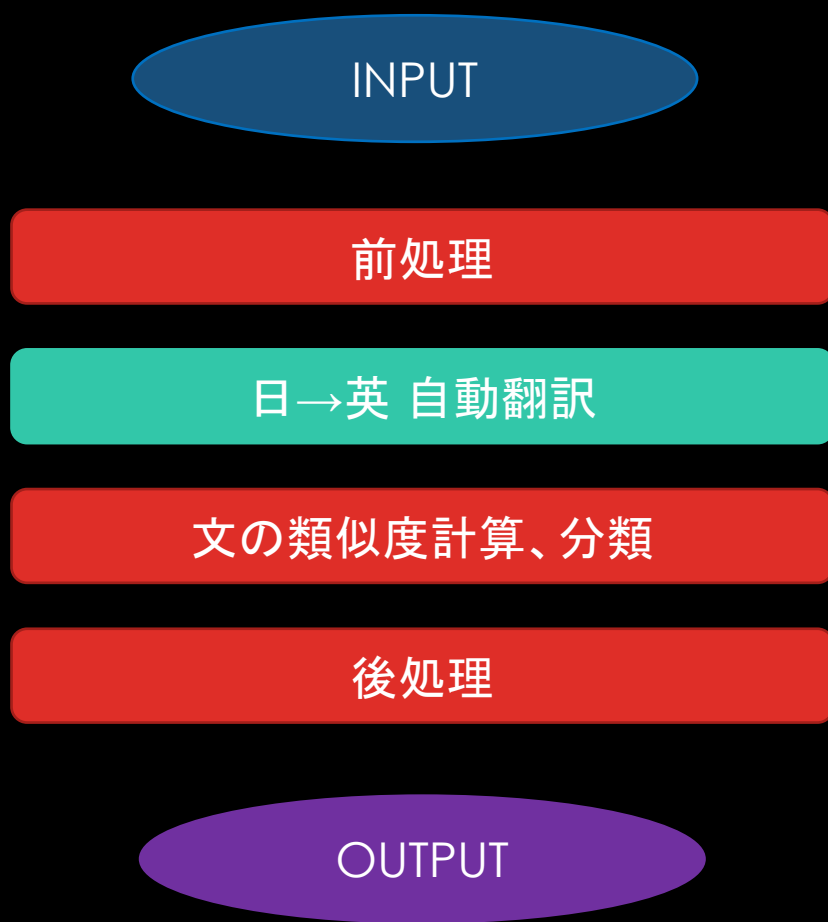 INPUT
前処理
日→英 自動翻訳
文の類似度計算、分類
後処理
OUTPUT